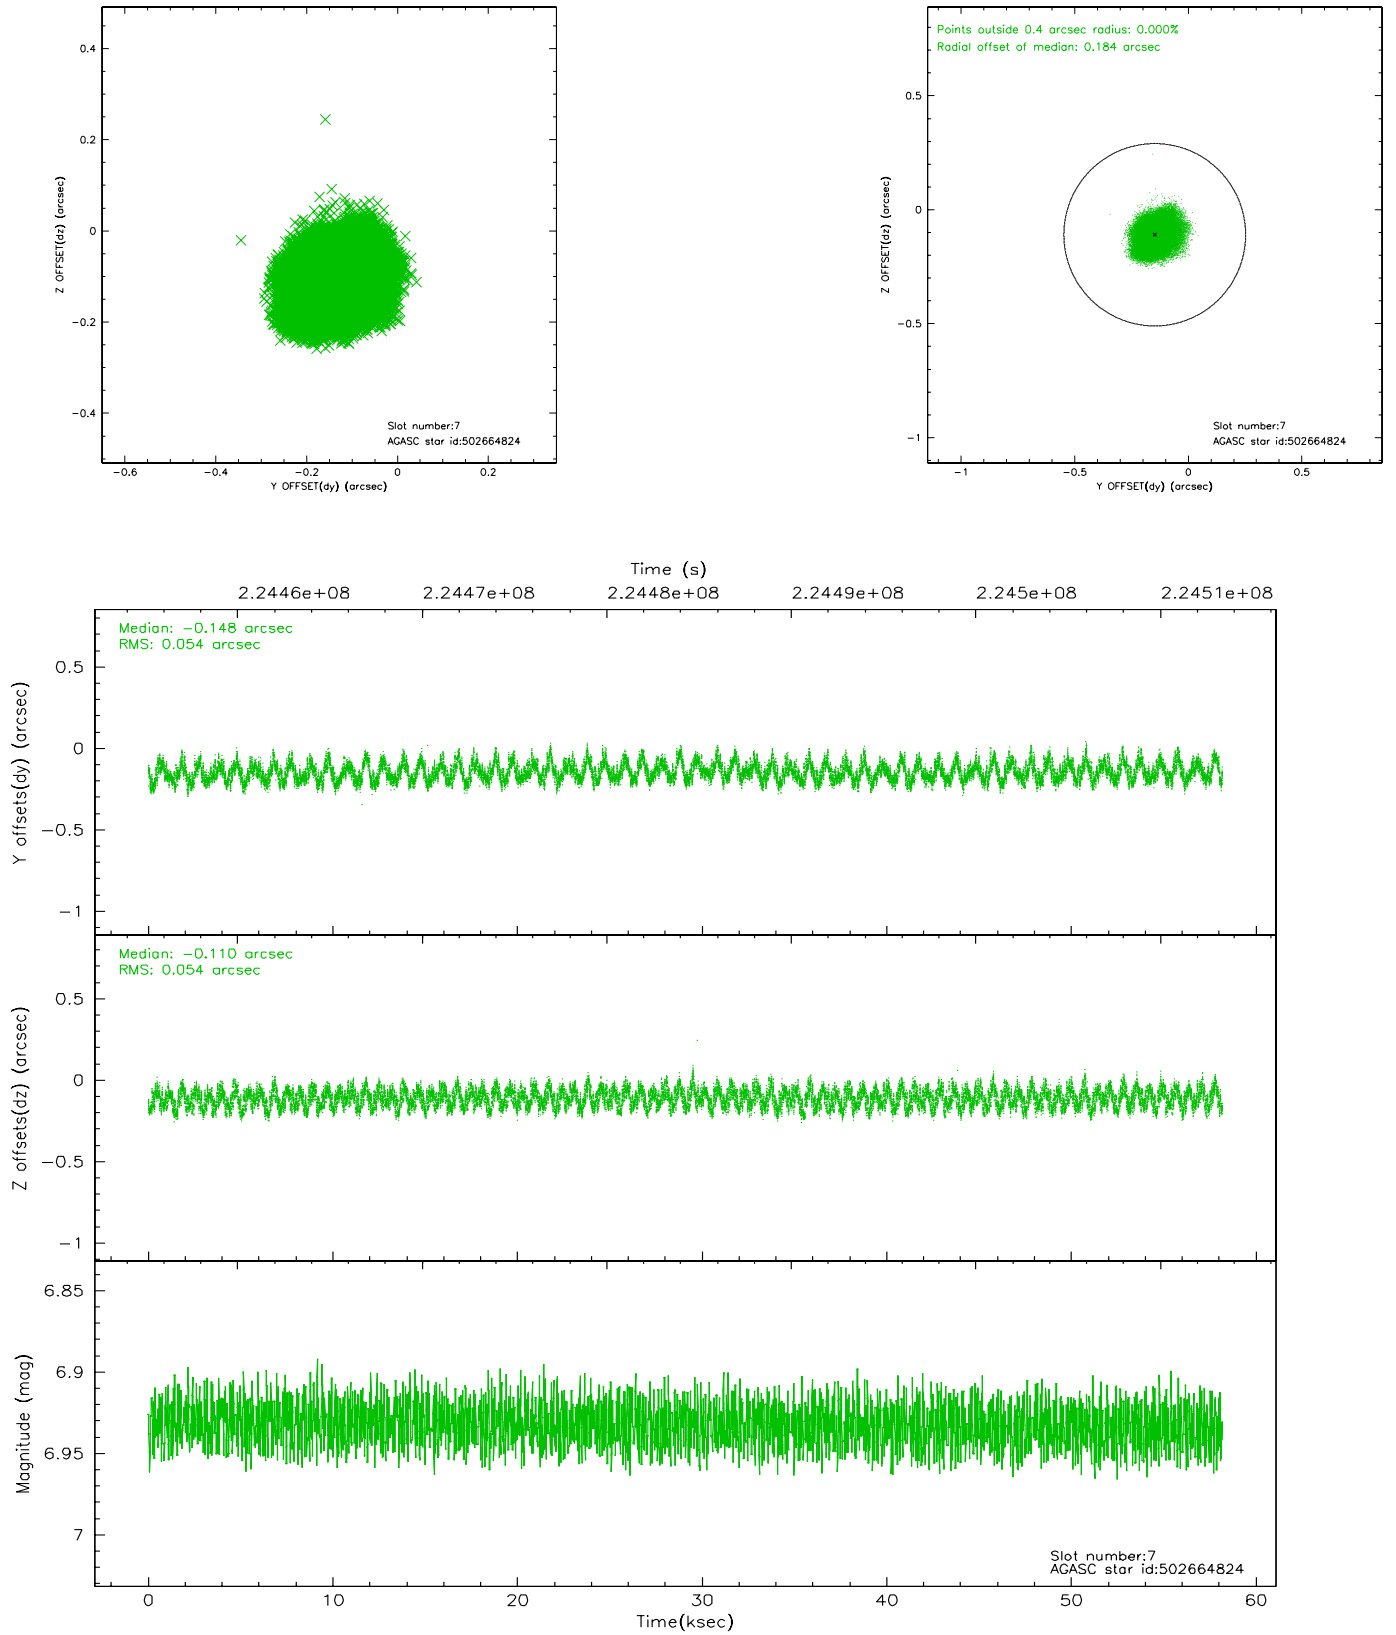 0.4
0.2
0
−0.2
−0.4
−0.6
−0.4
−0.2
0
0.2
Z OFFSET(dz) (arcsec)
Y OFFSET(dy) (arcsec)
Slot number:7
AGASC star id:502664824
Points outside 0.4 arcsec radius: 0.000%
Radial offset of median: 0.184 arcsec
0.5
0
−0.5
−1
−1
−0.5
0
0.5
Z OFFSET(dz) (arcsec)
Y OFFSET(dy) (arcsec)
Slot number:7
AGASC star id:502664824
Time (s)
2.2446e+08 2.2447e+08 2.2448e+08 2.2449e+08 2.245e+08 2.2451e+08
Median: −0.148 arcsec
RMS: 0.054 arcsec
0.5
0
−0.5
−1
Y offsets(dy) (arcsec)
Median: −0.110 arcsec
RMS: 0.054 arcsec
0.5
0
−0.5
−1
Z offsets(dz) (arcsec)
6.85
6.9
6.95
7
Magnitude (mag)
Slot number:7
AGASC star id:502664824
0 10 20 30 40 50 60
Time(ksec)